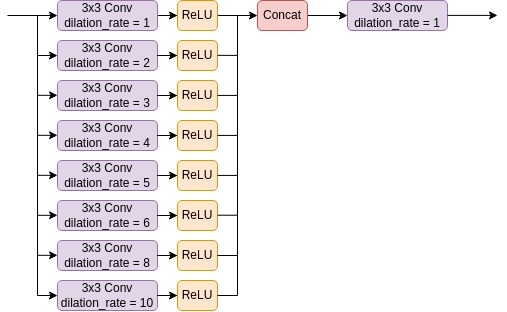 3x3 Conv
dilation_rate = 1
ReLU
Concat
3x3 Conv
dilation_rate = 1
3x3 Conv
dilation_rate = 2
ReLU
3x3 Conv
dilation_rate = 3
ReLU
3x3 Conv
dilation_rate = 4
ReLU
3x3 Conv
dilation_rate = 5
ReLU
3x3 Conv
dilation_rate = 6
ReLU
3x3 Conv
dilation_rate = 8
ReLU
3x3 Conv
dilation_rate = 10
ReLU